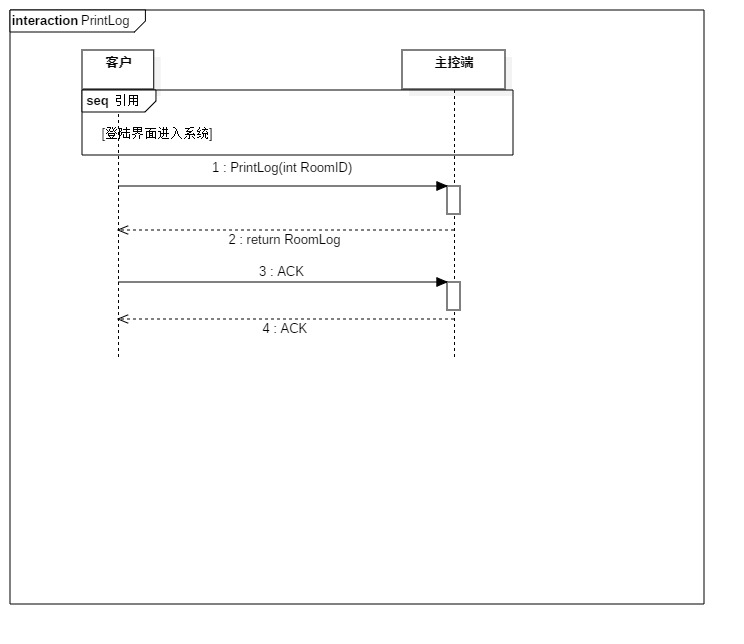 interaction PrintLog
客户
主控端
seq 引用
[登陆界面进入系统]
1 : PrintLog(int RoomID)
2 : return RoomLog
3 : ACK
4 : ACK